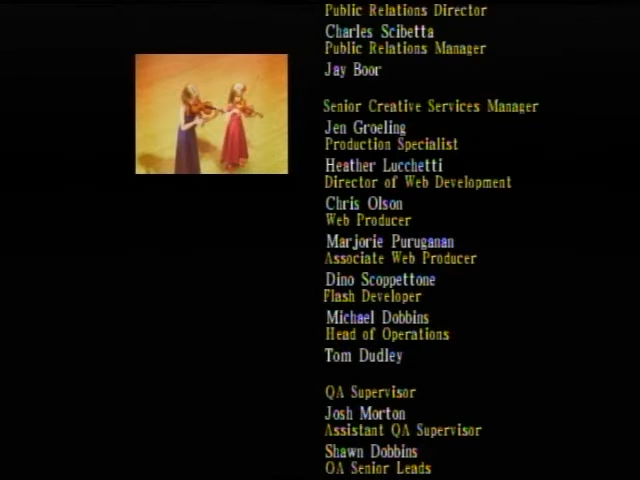 Public Relations Director
Charles Scibetta
Public Relations Manager
Jay Boor
Senior Creative Services Manager
Jen Groeling
Production Specialist
Heather Lucchetti
Director of Web Development
Chris Olson
Web Producer
Marjorie Puruganan
Associate Web Producer
Dino Scoppettone
Flash Developer
Michael Dobbins
Head of Operations
Tom Dudley
QA Supervisor
Josh Morton
Assistant QA Supervisor
Shawn Dobbins
QA Senior Leads